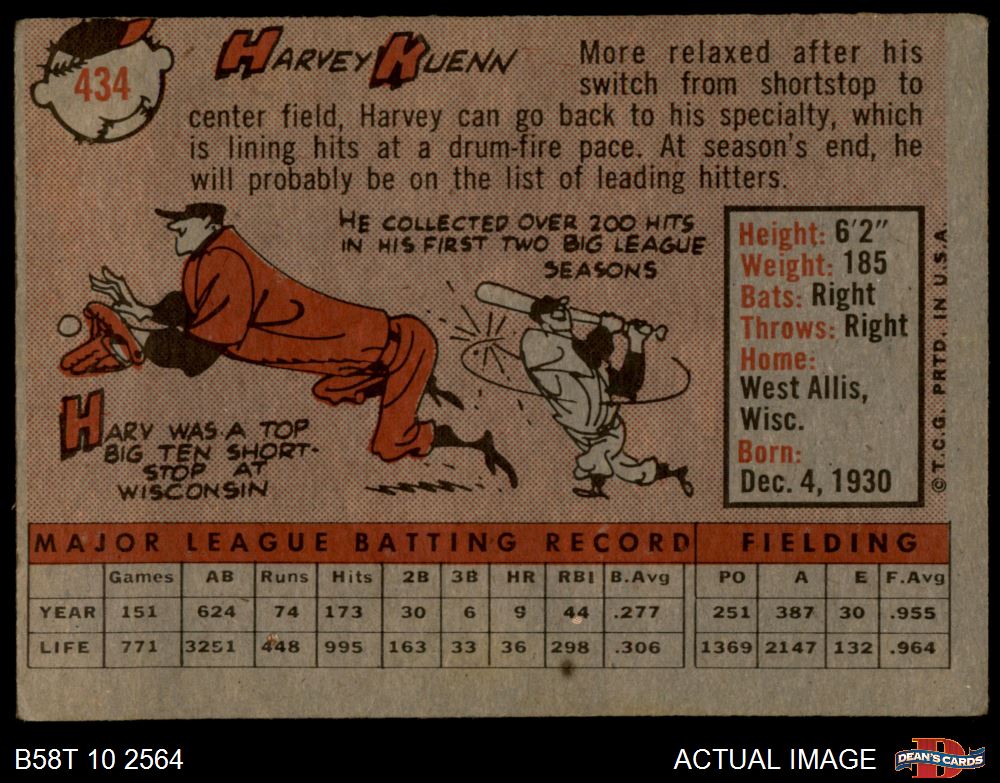 434
HARVEY KUENN
More relaxed after his
switch from shortstop to
center field, Harvey can go back to his specialty, which
is lining hits at a drum-fire pace. At season's end, he
will probably be on the list of leading hitters.
HE COLLECTED OVER 200 HITS
IN HIS FIRST TWO BIG LEAGUE
SEASONS
HARV WAS A TOP
BIG TEN SHORT-
STOP AT
WISCONSIN
Height: 6'2"
Weight: 185
Bats: Right
Throws: Right
Home:
West Allis,
Wisc.
Born:
Dec. 4, 1930
© T.C.G. PRTD. IN U.S.A.
MAJOR LEAGUE BATTING RECORD FIELDING
Games AB Runs Hits 2B 3B HR RBI B.Avg PO A E F.Avg
YEAR 151 624 74 173 30 6 9 44 .277 251 387 30 .955
LIFE 771 3251 448 995 163 33 36 298 .306 1369 2147 132 .964
B58T 10 2564 ACTUAL IMAGE DEAN'S CARDS